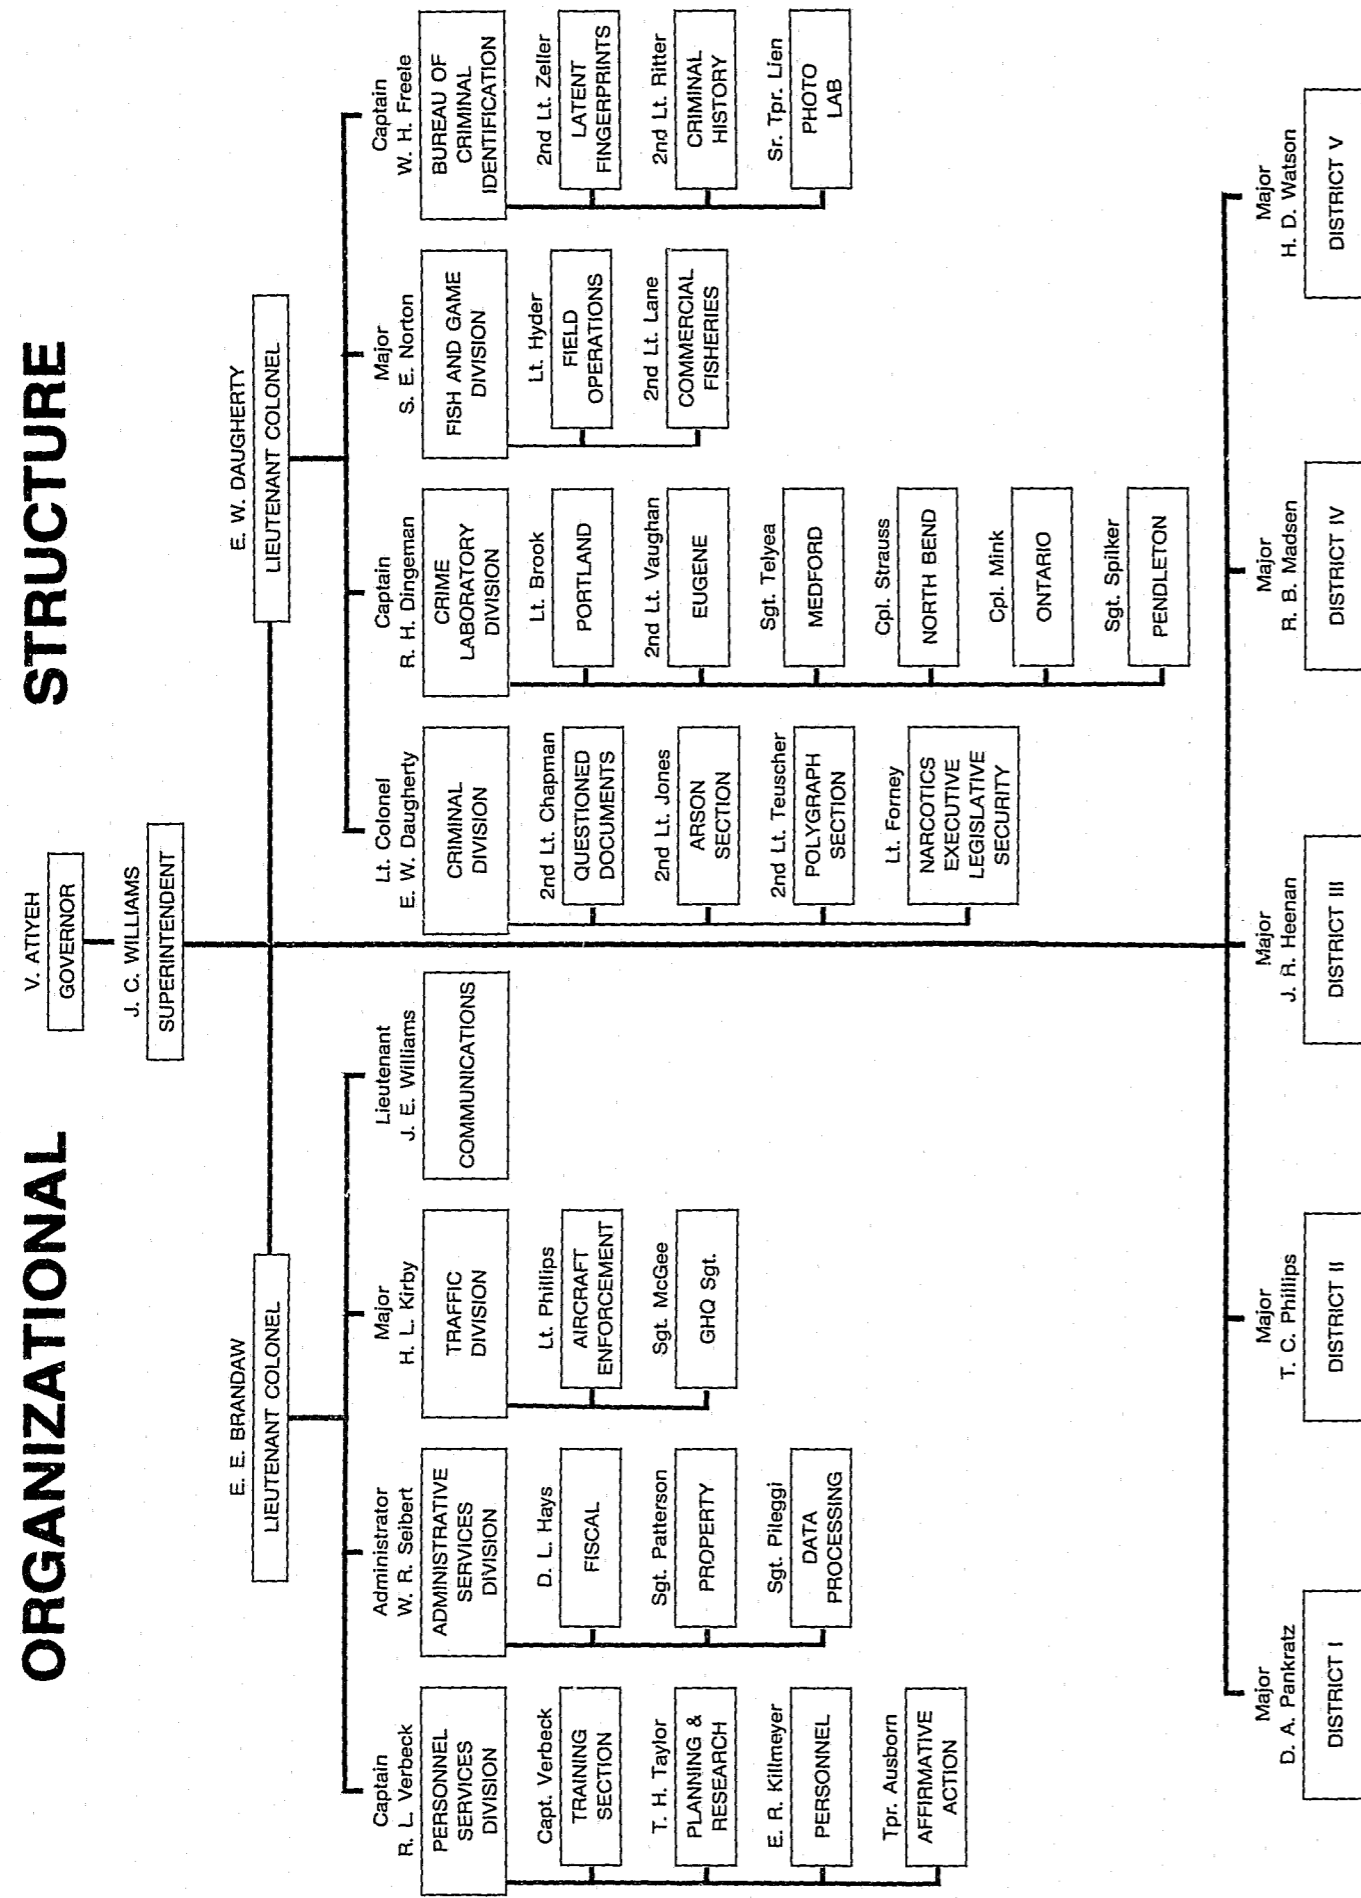 ORGANIZATIONAL STRUCTURE
V. ATIYEH
GOVERNOR
J. C. WILLIAMS
SUPERINTENDENT
E. E. BRANDAW
LIEUTENANT COLONEL
E. W. DAUGHERTY
LIEUTENANT COLONEL
Captain
R. L. Verbeck
PERSONNEL
SERVICES
DIVISION
Capt. Verbeck
TRAINING
SECTION
T. H. Taylor
PLANNING &
RESEARCH
E. R. Killmeyer
PERSONNEL
Tpr. Ausborn
AFFIRMATIVE
ACTION
Administrator
W. R. Seibert
ADMINISTRATIVE
SERVICES
DIVISION
D. L. Hays
FISCAL
Sgt. Patterson
PROPERTY
Sgt. Pileggi
DATA
PROCESSING
Major
H. L. Kirby
TRAFFIC
DIVISION
Lt. Phillips
AIRCRAFT
ENFORCEMENT
Sgt. McGee
GHQ Sgt.
Lieutenant
J. E. Williams
COMMUNICATIONS
Lt. Colonel
E. W. Daugherty
CRIMINAL
DIVISION
2nd Lt. Chapman
QUESTIONED
DOCUMENTS
2nd Lt. Jones
ARSON
SECTION
2nd Lt. Teuscher
POLYGRAPH
SECTION
Lt. Forney
NARCOTICS
EXECUTIVE
LEGISLATIVE
SECURITY
Captain
R. H. Dingeman
CRIME
LABORATORY
DIVISION
Lt. Brook
PORTLAND
2nd Lt. Vaughan
EUGENE
Sgt. Telyea
MEDFORD
Cpl. Strauss
NORTH BEND
Cpl. Mink
ONTARIO
Sgt. Spilker
PENDLETON
Major
S. E. Norton
FISH AND GAME
DIVISION
Lt. Hyder
FIELD
OPERATIONS
2nd Lt. Lane
COMMERCIAL
FISHERIES
Captain
W. H. Freele
BUREAU OF
CRIMINAL
IDENTIFICATION
2nd Lt. Zeller
LATENT
FINGERPRINTS
2nd Lt. Ritter
CRIMINAL
HISTORY
Sr. Tpr. Lien
PHOTO
LAB
Major
D. A. Pankratz
DISTRICT I
Major
T. C. Phillips
DISTRICT II
Major
J. R. Heenan
DISTRICT III
Major
R. B. Madsen
DISTRICT IV
Major
H. D. Watson
DISTRICT V